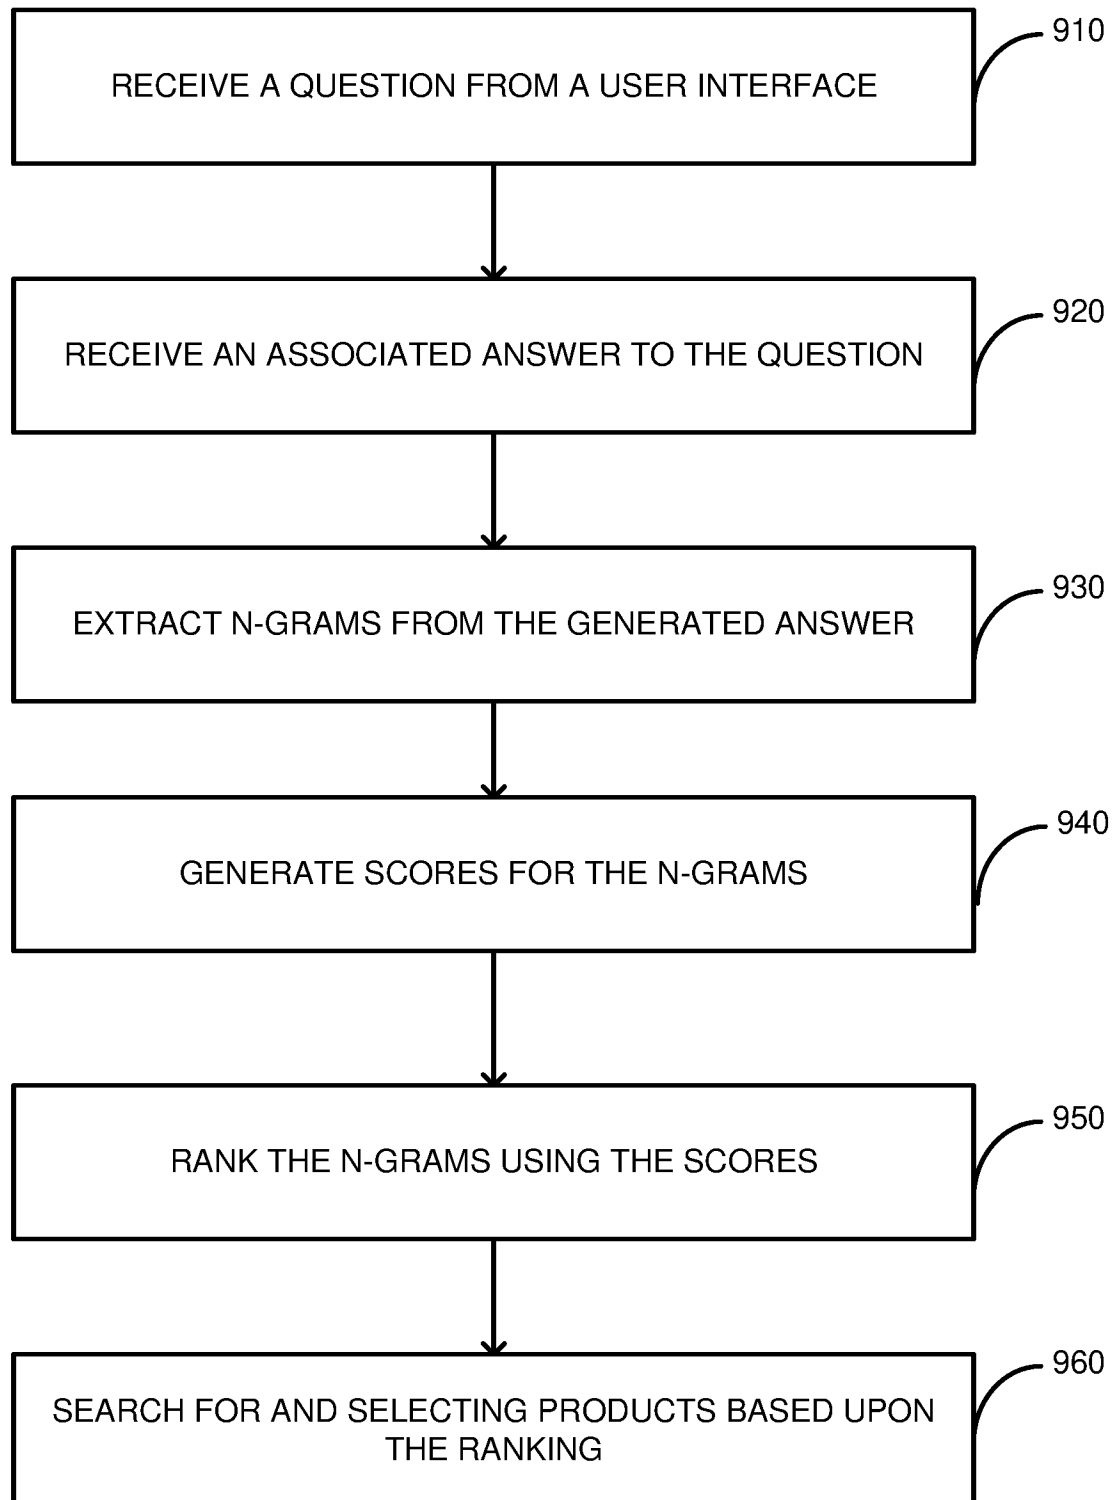 910
RECEIVE A QUESTION FROM A USER INTERFACE
920
RECEIVE AN ASSOCIATED ANSWER TO THE QUESTION
930
EXTRACT N-GRAMS FROM THE GENERATED ANSWER
940
GENERATE SCORES FOR THE N-GRAMS
950
RANK THE N-GRAMS USING THE SCORES
960
SEARCH FOR AND SELECTING PRODUCTS BASED UPON
THE RANKING